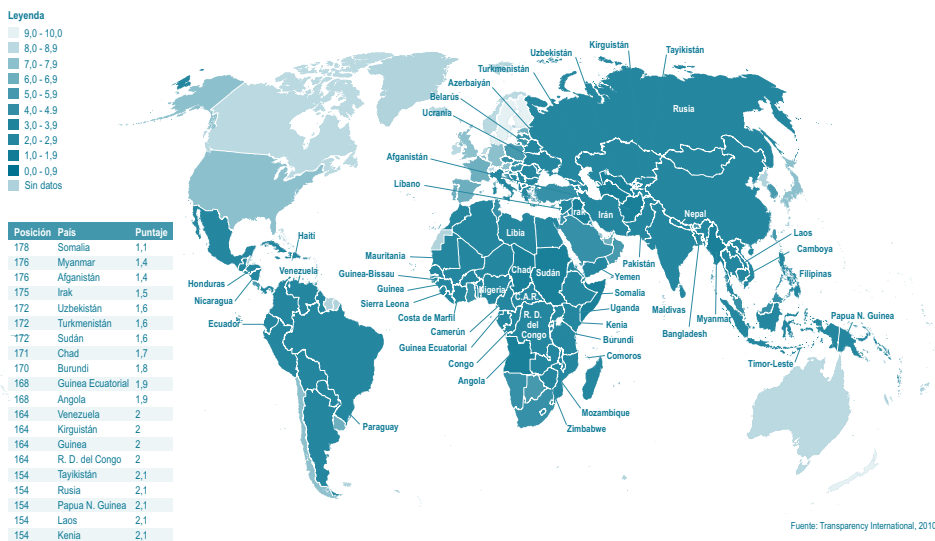 Leyenda
9,0 - 10,0
8,0 - 8,9
7,0 - 7,9
6,0 - 6,9
5,0 - 5,9
4,0 - 4.9
3,0 - 3,9
2,0 - 2,9
1,0 - 1,9
0,0 - 0,9
Sin datos
Posición País Puntaje
178 Somalia 1,1
176 Myanmar 1,4
176 Afganistán 1,4
175 Irak 1,5
172 Uzbekistán 1,6
172 Turkmenistán 1,6
172 Sudán 1,6
171 Chad 1,7
170 Burundi 1,8
168 Guinea Ecuatorial 1,9
168 Angola 1,9
164 Venezuela 2
164 Kirguistán 2
164 Guinea 2
164 R. D. del Congo 2
154 Tayikistán 2,1
154 Rusia 2,1
154 Papua N. Guinea 2,1
154 Laos 2,1
154 Kenia 2,1
Kirguistán
Uzbekistán
Tayikistán
Turkmenistán
Azerbaiyán
Belarús
Ucrania
Rusia
Afganistán
Líbano
Irak
Irán
Nepal
Haití
Libia
Laos
Camboya
Mauritania
Pakistán
Venezuela
Guinea-Bissau
Chad
Sudán
Yemen
Filipinas
Honduras
Guinea
Nigeria
Somalia
Nicaragua
Sierra Leona
C.A.R.
Uganda
Maldivas
Costa de Marfil
Myanmar
Papua N. Guinea
Ecuador
Camerún
R. D.
del
Congo
Kenia
Bangladesh
Guinea Ecuatorial
Burundi
Congo
Comoros
Timor-Leste
Angola
Mozambique
Paraguay
Zimbabwe
Fuente: Transparency International, 2010